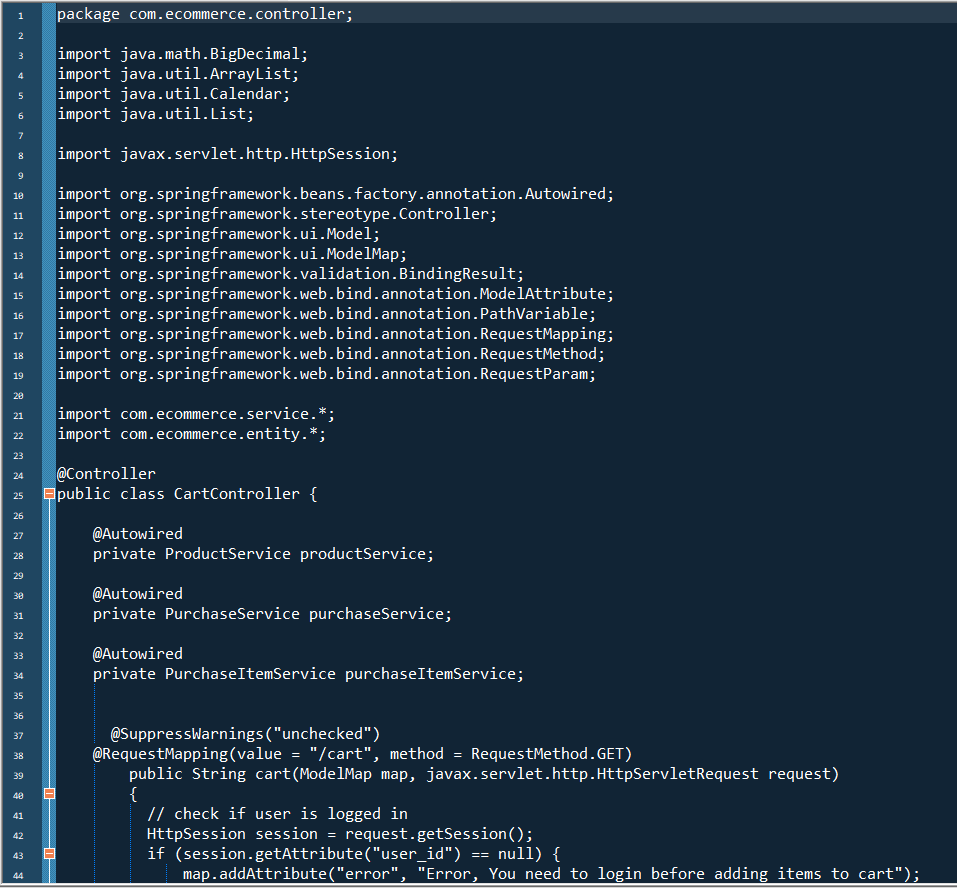 1 package com.ecommerce.controller;
2
3 import java.math.BigDecimal;
4 import java.util.ArrayList;
5 import java.util.Calendar;
6 import java.util.List;
7
8 import javax.servlet.http.HttpSession;
9
10 import org.springframework.beans.factory.annotation.Autowired;
11 import org.springframework.stereotype.Controller;
12 import org.springframework.ui.Model;
13 import org.springframework.ui.ModelMap;
14 import org.springframework.validation.BindingResult;
15 import org.springframework.web.bind.annotation.ModelAttribute;
16 import org.springframework.web.bind.annotation.PathVariable;
17 import org.springframework.web.bind.annotation.RequestMapping;
18 import org.springframework.web.bind.annotation.RequestMethod;
19 import org.springframework.web.bind.annotation.RequestParam;
20
21 import com.ecommerce.service.*;
22 import com.ecommerce.entity.*;
23
24 @Controller
25 public class CartController {
26
27     @Autowired
28     private ProductService productService;
29
30     @Autowired
31     private PurchaseService purchaseService;
32
33     @Autowired
34     private PurchaseItemService purchaseItemService;
35
36
37       @SuppressWarnings("unchecked")
38     @RequestMapping(value = "/cart", method = RequestMethod.GET)
39         public String cart(ModelMap map, javax.servlet.http.HttpServletRequest request)
40         {
41           // check if user is logged in
42           HttpSession session = request.getSession();
43           if (session.getAttribute("user_id") == null) {
44               map.addAttribute("error", "Error, You need to login before adding items to cart");